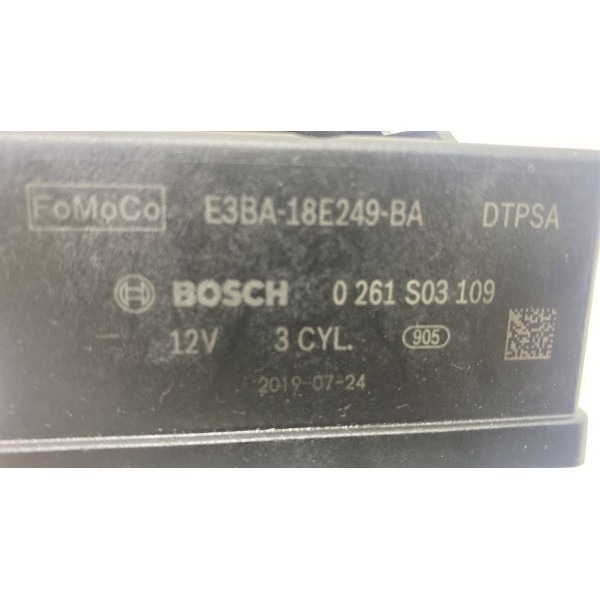 FoMoCo E3BA-18E249-BA DTPSA
BOSCH 0 261 S03 109
12V 3 CYL. 905
2019-07-24